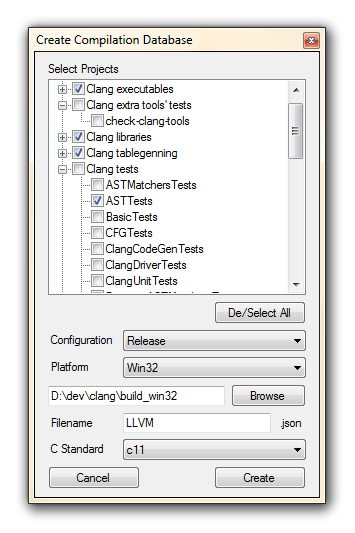 Create Compilation Database
Select Projects
Clang executables
Clang extra tools' tests
check-clang-tools
Clang libraries
Clang tablegenning
Clang tests
ASTMatchersTests
ASTTests
BasicTests
CFGTests
ClangCodeGenTests
ClangDriverTests
ClangUnitTests
De/Select All
Configuration Release
Platform Win32
D:\dev\clang\build_win32 Browse
Filename LLVM .json
C Standard c11
Cancel Create